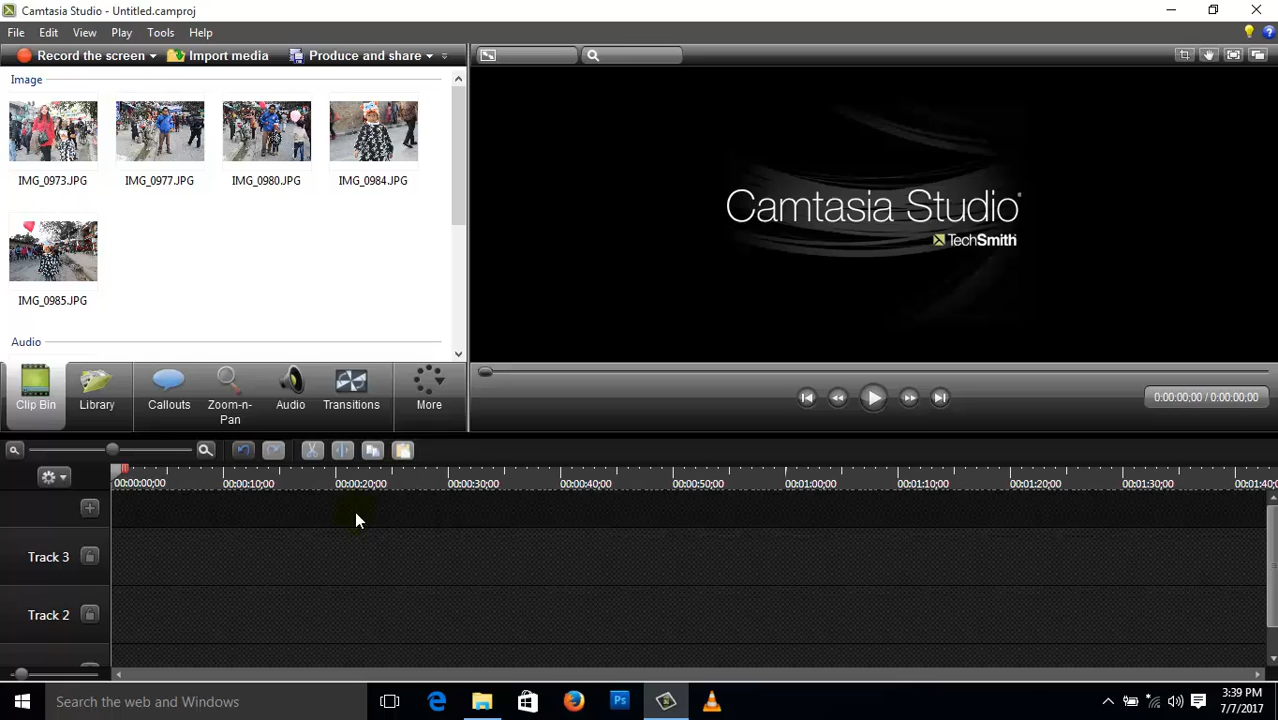 Camtasia Studio - Untitled.camproj
File Edit View Play Tools Help
Record the screen Import media Produce and share
Image
IMG_0973.JPG IMG_0977.JPG IMG_0980.JPG IMG_0984.JPG
IMG_0985.JPG
Audio
Camtasia Studio
TechSmith
Clip Bin Library Callouts Zoom-n-Pan Audio Transitions More
0:00:00;00 / 0:00:00;00
00:00:00;00 00:00:10;00 00:00:20;00 00:00:30;00 00:00:40;00 00:00:50;00 00:01:00;00 00:01:10;00 00:01:20;00 00:01:30;00 00:01:40;0
Track 3
Track 2
Search the web and Windows
Ps
3:39 PM
7/7/2017